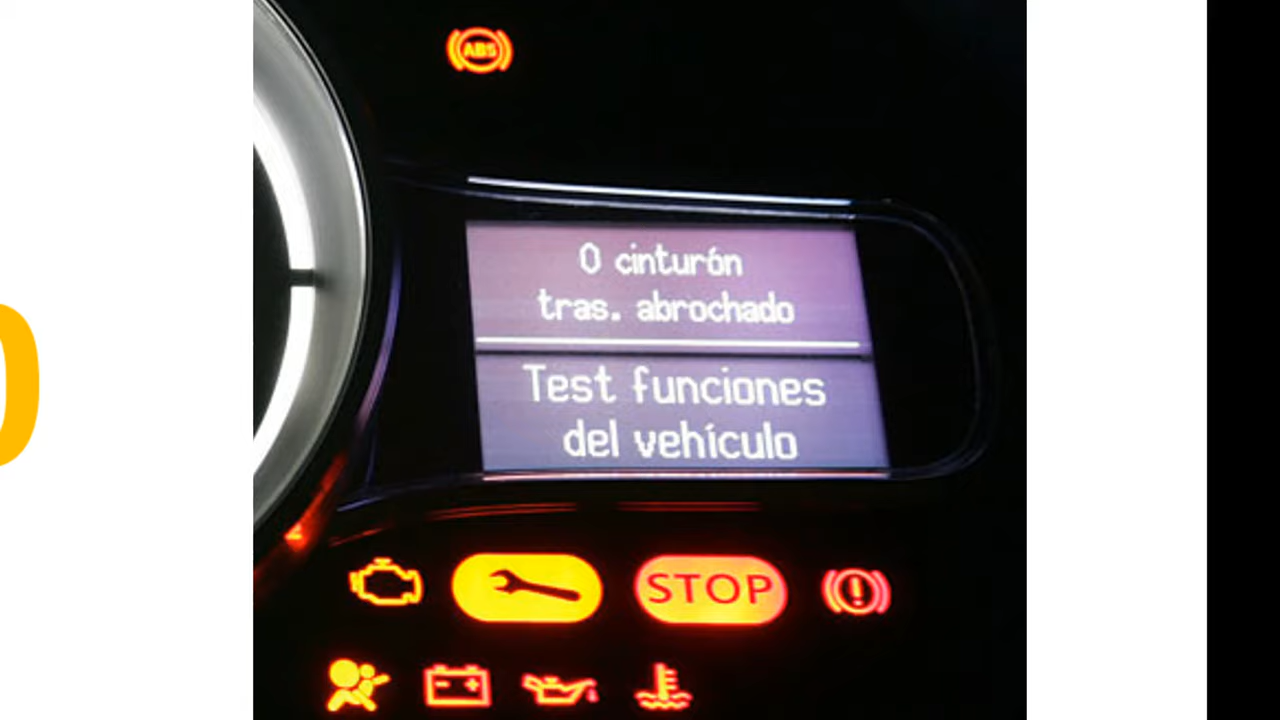 ABS
0 cinturón
tras. abrochado
Test funciones
del vehículo
STOP